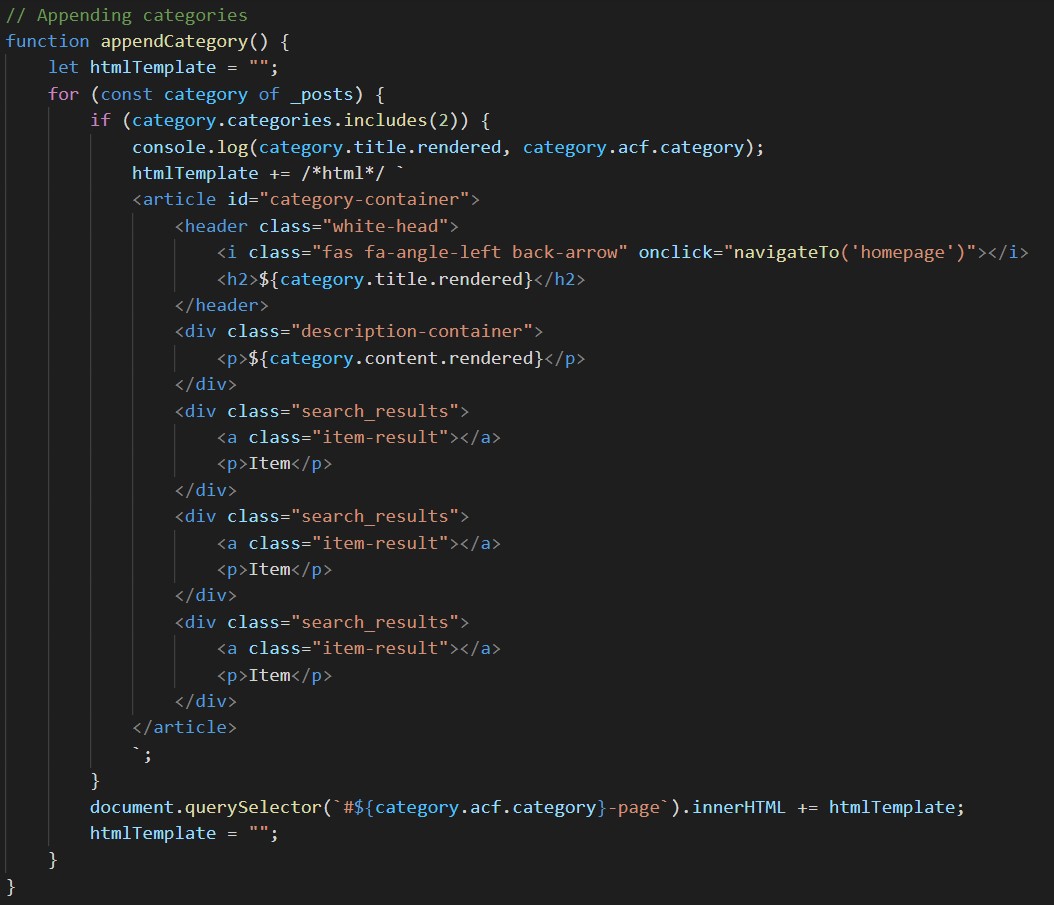 // Appending categories
function appendCategory() {
    let htmlTemplate = "";
    for (const category of _posts) {
        if (category.categories.includes(2)) {
            console.log(category.title.rendered, category.acf.category);
            htmlTemplate += /*html*/ `
            <article id="category-container">
                <header class="white-head">
                    <i class="fas fa-angle-left back-arrow" onclick="navigateTo('homepage')"></i>
                    <h2>${category.title.rendered}</h2>
                </header>
                <div class="description-container">
                    <p>${category.content.rendered}</p>
                </div>
                <div class="search_results">
                    <a class="item-result"></a>
                    <p>Item</p>
                </div>
                <div class="search_results">
                    <a class="item-result"></a>
                    <p>Item</p>
                </div>
                <div class="search_results">
                    <a class="item-result"></a>
                    <p>Item</p>
                </div>
            </article>
            `;
        }
        document.querySelector(`#${category.acf.category}-page`).innerHTML += htmlTemplate;
        htmlTemplate = "";
    }
}